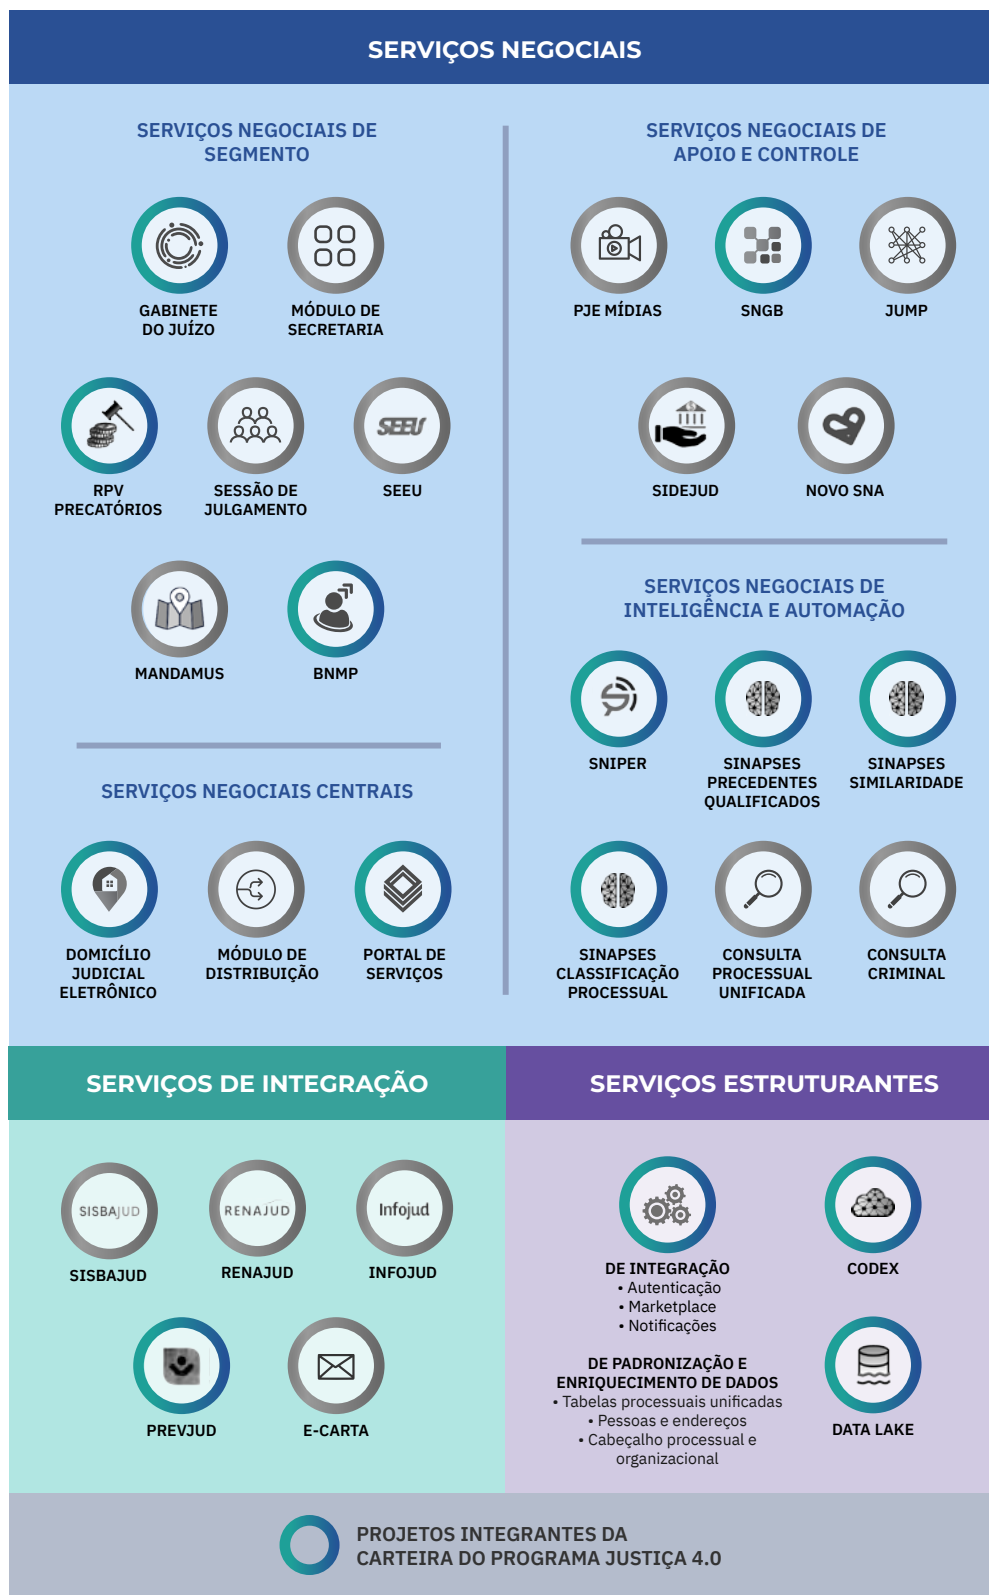 SERVIÇOS NEGOCIAIS
SERVIÇOS NEGOCIAIS DE
SEGMENTO
GABINETE
DO JUÍZO
MÓDULO DE
SECRETARIA
RPV
PRECATÓRIOS
SESSÃO DE
JULGAMENTO
SEEU
SEEU
MANDAMUS
BNMP
SERVIÇOS NEGOCIAIS CENTRAIS
DOMICÍLIO
JUDICIAL
ELETRÔNICO
MÓDULO DE
DISTRIBUIÇÃO
PORTAL DE
SERVIÇOS
SERVIÇOS NEGOCIAIS DE
APOIO E CONTROLE
PJE MÍDIAS
SNGB
JUMP
SIDEJUD
NOVO SNA
SERVIÇOS NEGOCIAIS DE
INTELIGÊNCIA E AUTOMAÇÃO
SNIPER
SINAPSES
PRECEDENTES
QUALIFICADOS
SINAPSES
SIMILARIDADE
SINAPSES
CLASSIFICAÇÃO
PROCESSUAL
CONSULTA
PROCESSUAL
UNIFICADA
CONSULTA
CRIMINAL
SERVIÇOS DE INTEGRAÇÃO
SISBAJUD
SISBAJUD
RENAJUD
RENAJUD
Infojud
INFOJUD
PREVJUD
E-CARTA
SERVIÇOS ESTRUTURANTES
DE INTEGRAÇÃO
• Autenticação
• Marketplace
• Notificações
CODEX
DE PADRONIZAÇÃO E
ENRIQUECIMENTO DE DADOS
• Tabelas processuais unificadas
• Pessoas e endereços
• Cabeçalho processual e
organizacional
DATA LAKE
PROJETOS INTEGRANTES DA
CARTEIRA DO PROGRAMA JUSTIÇA 4.0